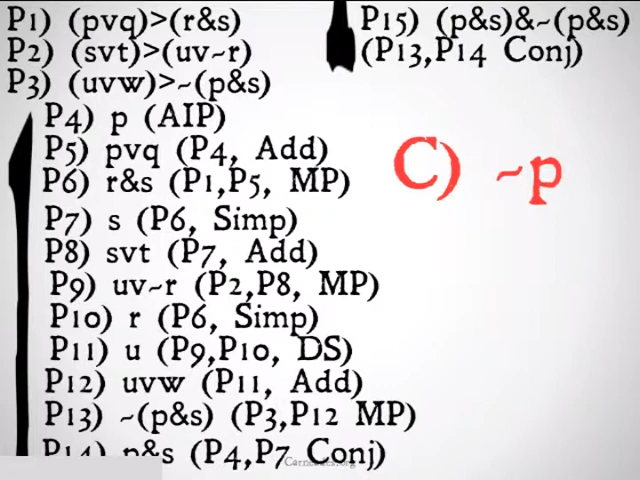 P1) (pvq)>(r&s)
P2) (svt)>(uv~r)
P3) (uvw)>~(p&s)
P4) p (AIP)
P5) pvq (P4, Add)
P6) r&s (P1,P5, MP)
P7) s (P6, Simp)
P8) svt (P7, Add)
P9) uv~r (P2,P8, MP)
P10) r (P6, Simp)
P11) u (P9,P10, DS)
P12) uvw (P11, Add)
P13) ~(p&s) (P3,P12 MP)
P14) p&s (P4,P7 Conj)
P15) (p&s)&~(p&s)
(P13,P14 Conj)
C) ~p
Carneades.org